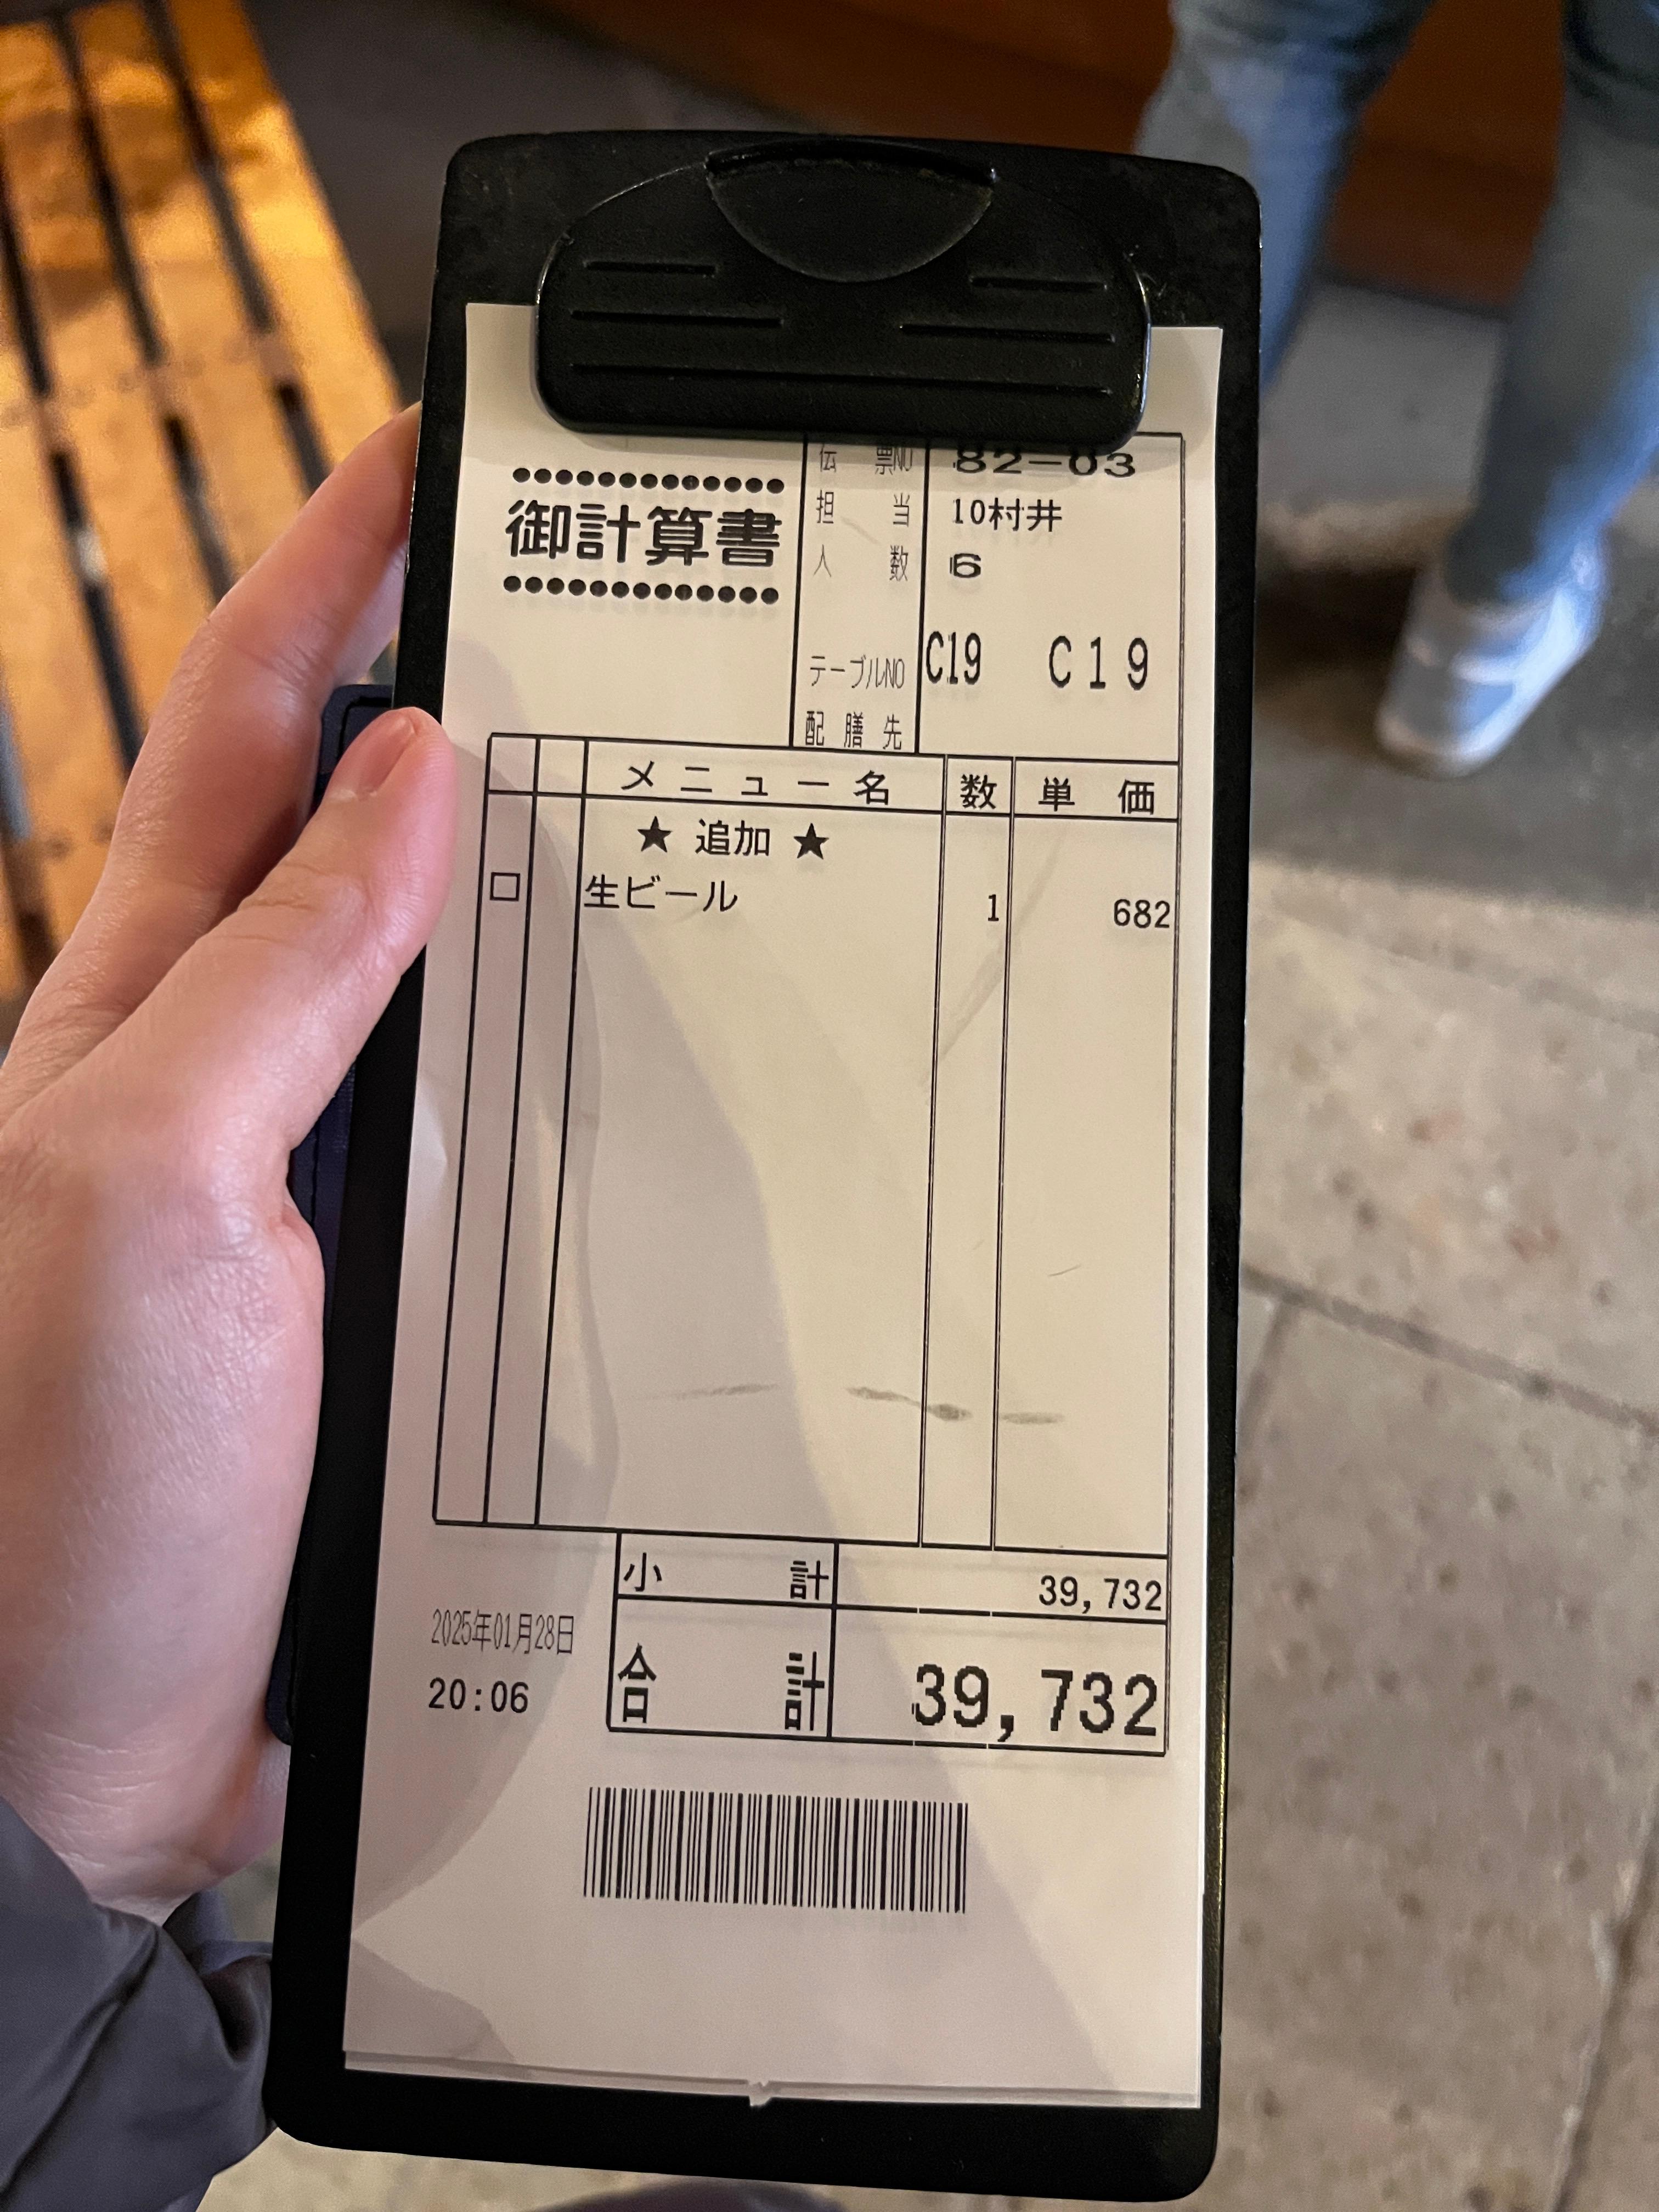 伝票NO 82-03
御計算書
担当 10村井
人数 6
テーブルNO C19 C19
配膳先
メニュー名 数 単価
★ 追加 ★
□ 生ビール 1 682
小計 39,732
2025年01月28日
20:06
合計 39,732